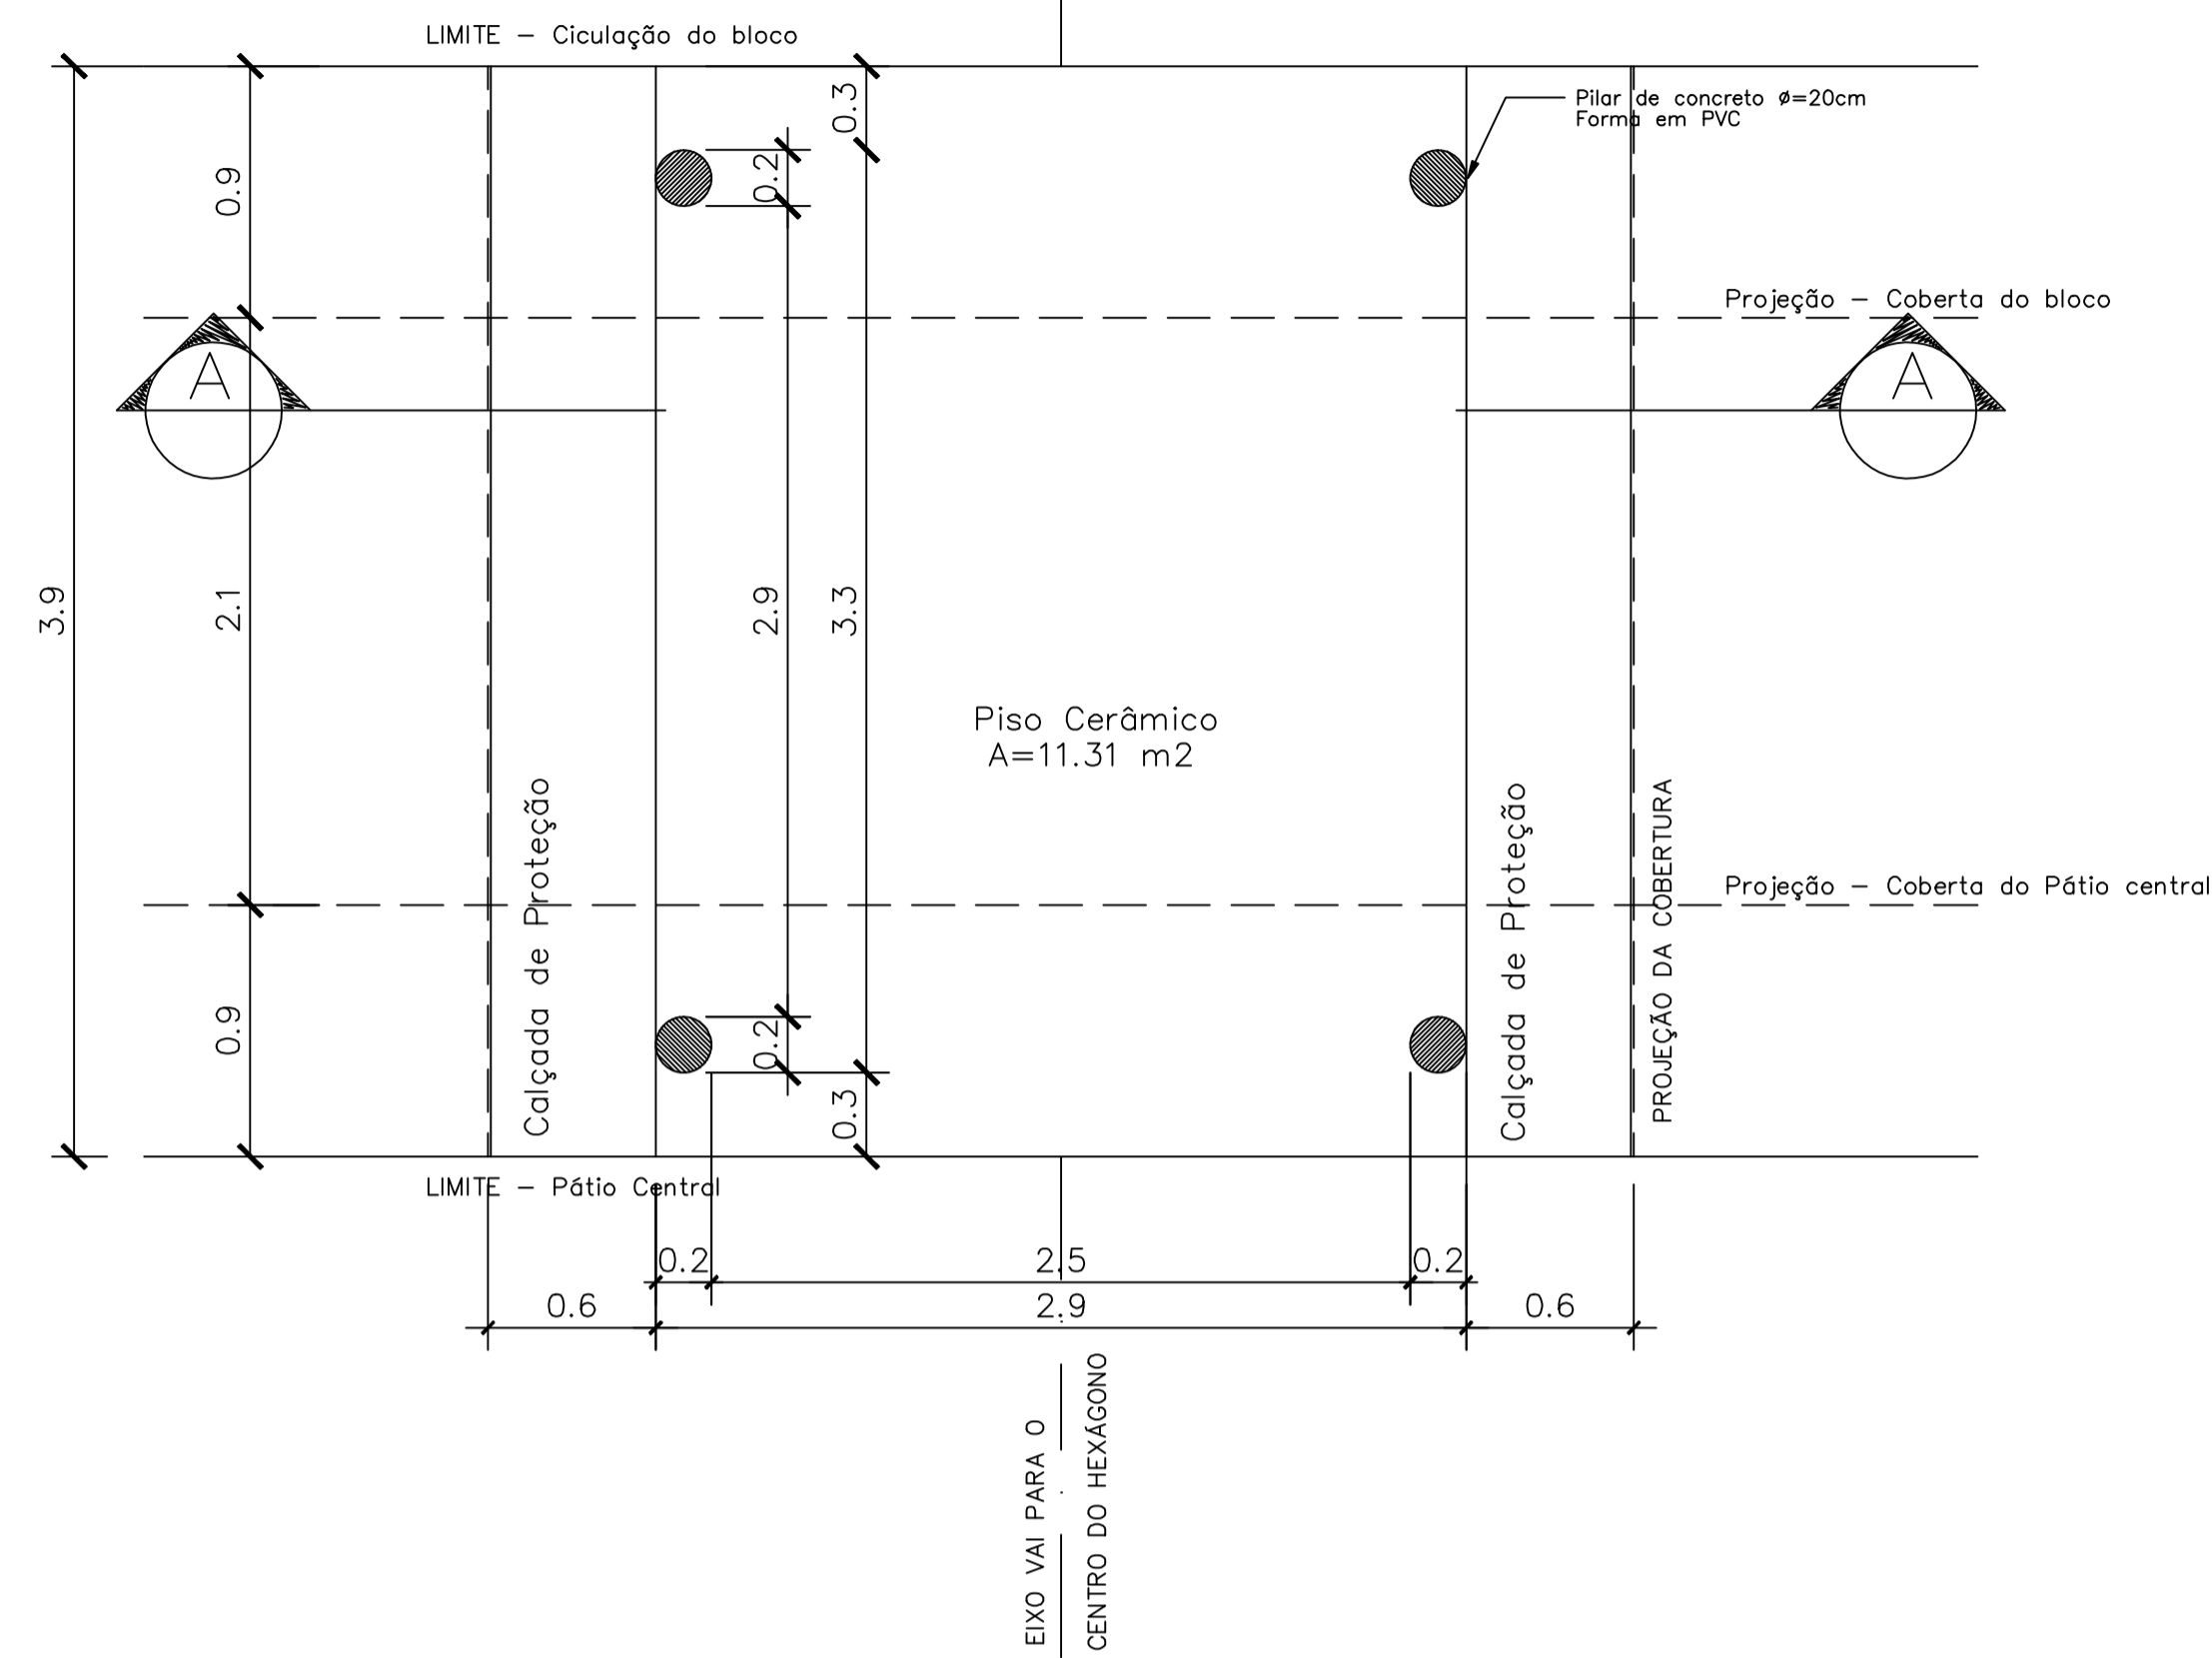 LIMITE - Ciculação do bloco
Pilar de concreto ø=20cm
Forma em PVC
0.3
0.2
0.9
Projeção - Coberta do bloco
A
A
3.9
2.1
2.9
3.3
Piso Cerâmico
A=11.31 m2
Calçada de Proteção
Calçada de Proteção
PROJEÇÃO DA COBERTURA
Projeção - Coberta do Pátio central
0.9
0.2
0.3
LIMITE - Pátio Central
0.2
2.5
0.2
0.6
2.9
0.6
EIXO VAI PARA O
CENTRO DO HEXÁGONO